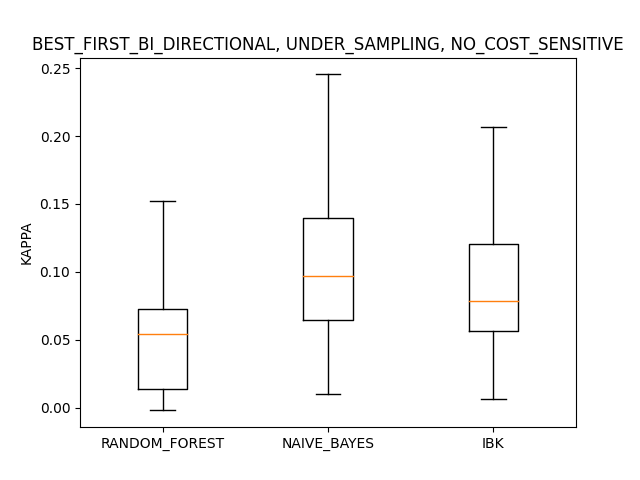 BEST_FIRST_BI_DIRECTIONAL, UNDER_SAMPLING, NO_COST_SENSITIVE
0.25
0.20
0.15
0.10
0.05
0.00
KAPPA
RANDOM_FOREST NAIVE_BAYES IBK